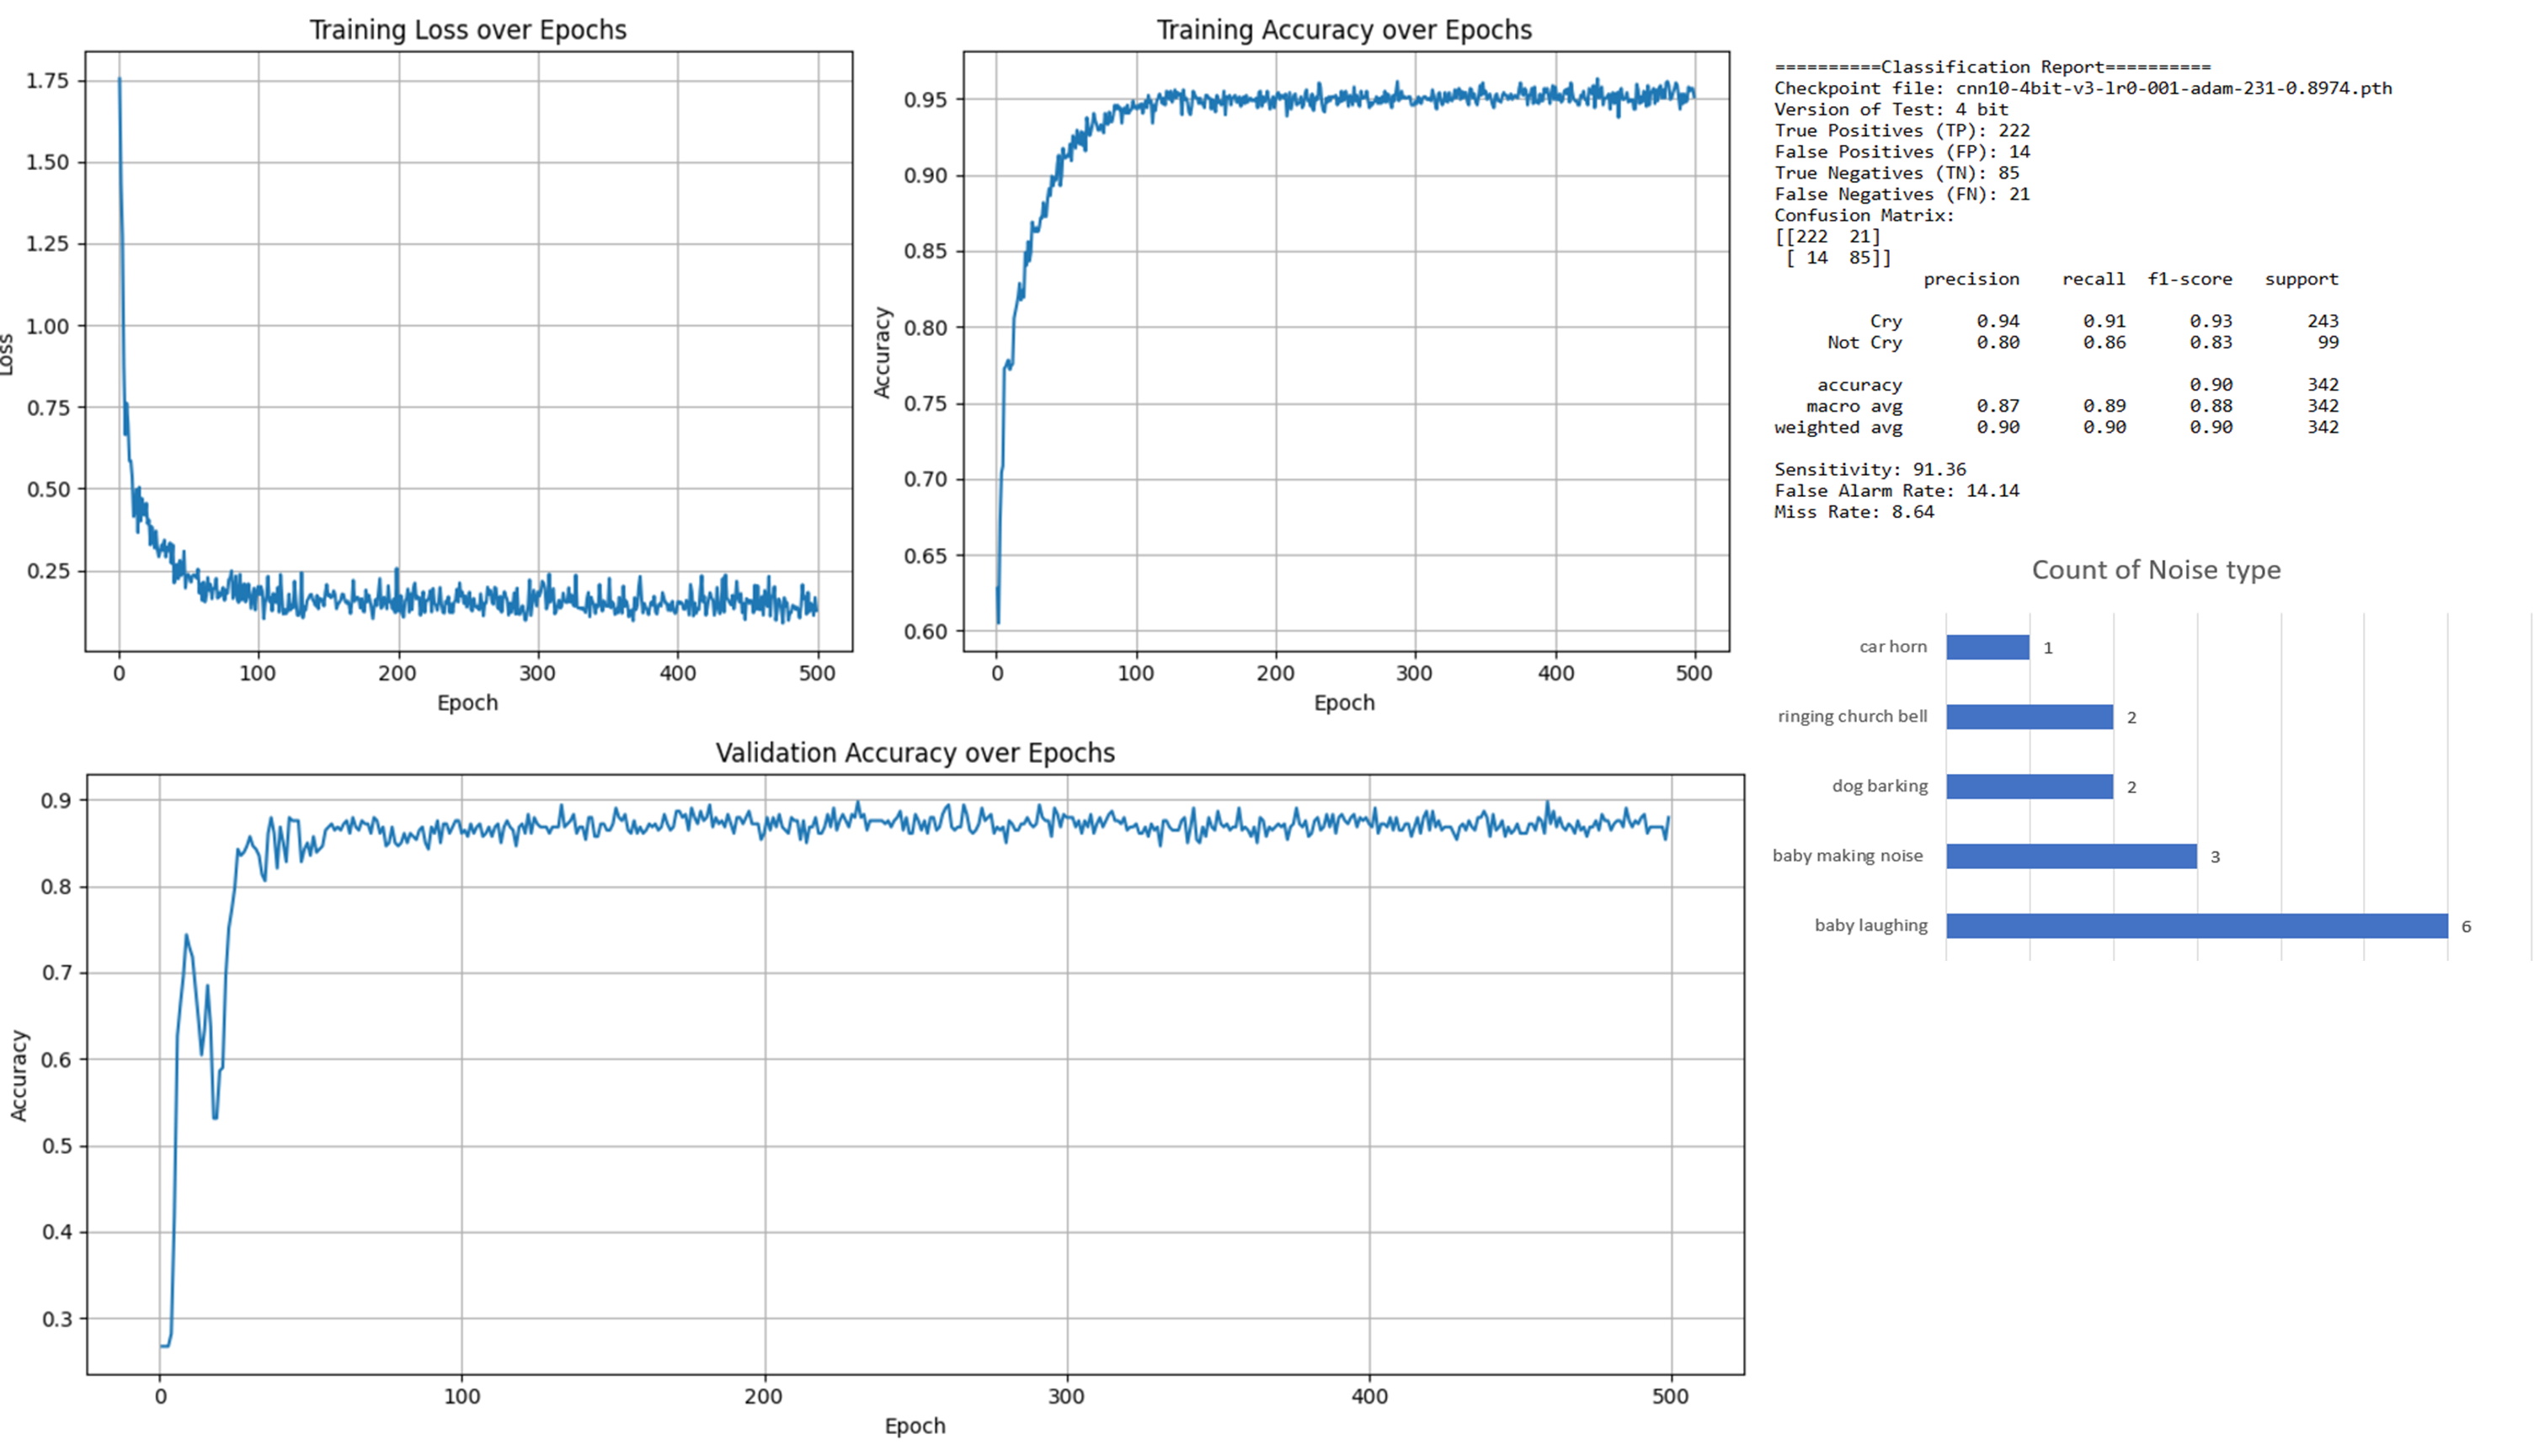 Training Loss over Epochs
1.75
1.50
1.25
1.00
0.75
0.50
0.25
Loss
0 100 200 300 400 500
Epoch
Training Accuracy over Epochs
0.95
0.90
0.85
0.80
0.75
0.70
0.65
0.60
Accuracy
0 100 200 300 400 500
Epoch
==========Classification Report==========
Checkpoint file: cnn10-4bit-v3-lr0-001-adam-231-0.8974.pth
Version of Test: 4 bit
True Positives (TP): 222
False Positives (FP): 14
True Negatives (TN): 85
False Negatives (FN): 21
Confusion Matrix:
[[222  21]
 [ 14  85]]
precision recall f1-score support
Cry 0.94 0.91 0.93 243
Not Cry 0.80 0.86 0.83 99
accuracy 0.90 342
macro avg 0.87 0.89 0.88 342
weighted avg 0.90 0.90 0.90 342
Sensitivity: 91.36
False Alarm Rate: 14.14
Miss Rate: 8.64
Count of Noise type
car horn 1
ringing church bell 2
dog barking 2
baby making noise 3
baby laughing 6
Validation Accuracy over Epochs
0.9
0.8
0.7
0.6
0.5
0.4
0.3
Accuracy
0 100 200 300 400 500
Epoch